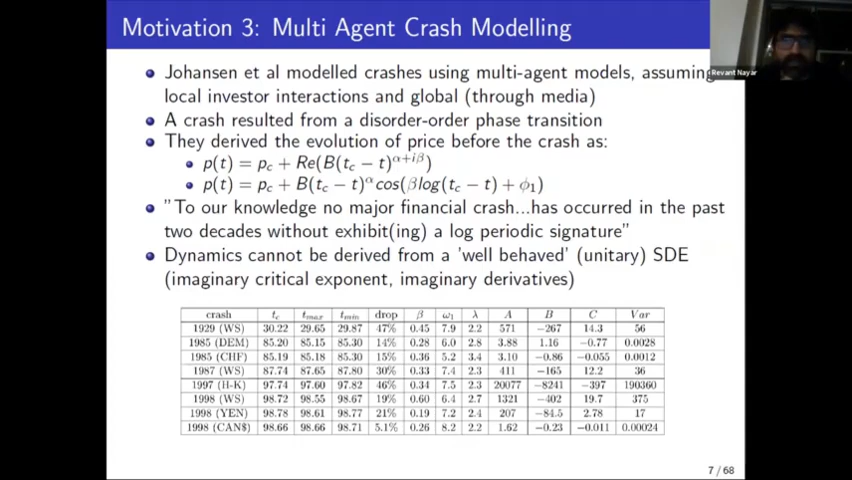 Motivation 3: Multi Agent Crash Modelling
Revant Nayar
Johansen et al modelled crashes using multi-agent models, assuming
local investor interactions and global (through media)
A crash resulted from a disorder-order phase transition
They derived the evolution of price before the crash as:
p(t) = p_c + Re(B(t_c − t)^{α+iβ})
p(t) = p_c + B(t_c − t)^α cos(βlog(t_c − t) + ϕ_1)
"To our knowledge no major financial crash...has occurred in the past
two decades without exhibit(ing) a log periodic signature"
Dynamics cannot be derived from a 'well behaved' (unitary) SDE
(imaginary critical exponent, imaginary derivatives)
crash t_c t_max t_min drop β ω_1 λ A B C Var
1929 (WS) 30.22 29.65 29.87 47% 0.45 7.9 2.2 571 −267 14.3 56
1985 (DEM) 85.20 85.15 85.30 14% 0.28 6.0 2.8 3.88 1.16 −0.77 0.0028
1985 (CHF) 85.19 85.18 85.30 15% 0.36 5.2 3.4 3.10 −0.86 −0.055 0.0012
1987 (WS) 87.74 87.65 87.80 30% 0.33 7.4 2.3 411 −165 12.2 36
1997 (H-K) 97.74 97.60 97.82 46% 0.34 7.5 2.3 20077 −8241 −397 190360
1998 (WS) 98.72 98.55 98.67 19% 0.60 6.4 2.7 1321 −402 19.7 375
1998 (YEN) 98.78 98.61 98.77 21% 0.19 7.2 2.4 207 −84.5 2.78 17
1998 (CAN$) 98.66 98.66 98.71 5.1% 0.26 8.2 2.2 1.62 −0.23 −0.011 0.00024
7 / 68